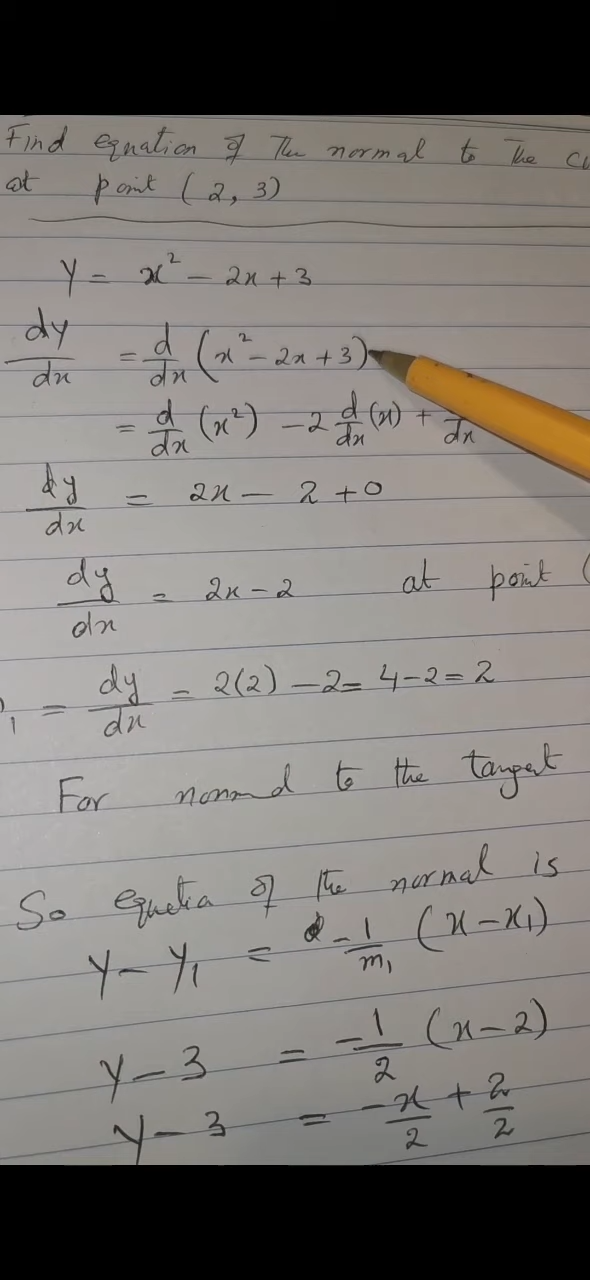 Find equation of The normal to The
at point (2, 3)
y = x² - 2x + 3
dy/dx = d/dx (x² - 2x + 3)
= d/dx (x²) - 2 d/dx (x) + /dx
dy/dx = 2x - 2 + 0
dy/dx = 2x - 2 at point (
1 = dy/dx = 2(2) - 2 = 4 - 2 = 2
For normal to the tangent
So equation of the normal is
y - y₁ = -1/m₁ (x - x₁)
y - 3 = -1/2 (x - 2)
y - 3 = -x/2 + 2/2